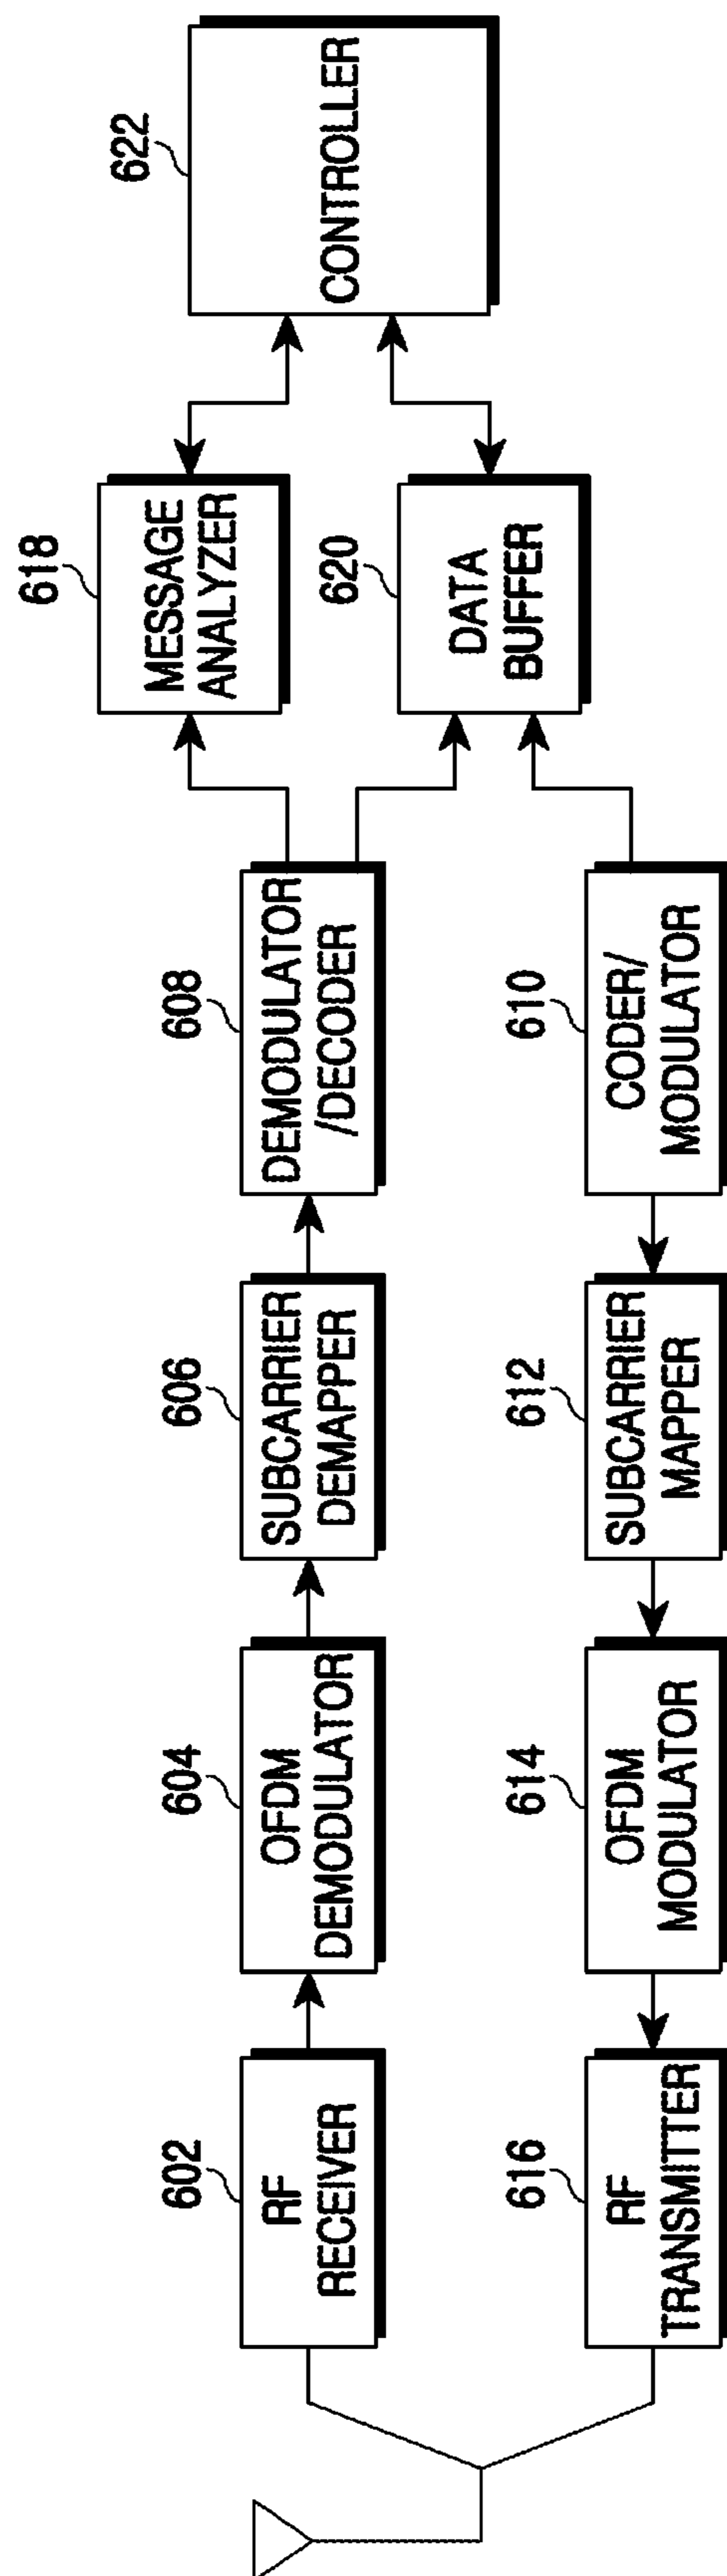 602
RF
RECEIVER
604
OFDM
DEMODULATOR
606
SUBCARRIER
DEMAPPER
608
DEMODULATOR
/DECODER
618
MESSAGE
ANALYZER
622
CONTROLLER
620
DATA
BUFFER
616
RF
TRANSMITTER
614
OFDM
MODULATOR
612
SUBCARRIER
MAPPER
610
CODER/
MODULATOR